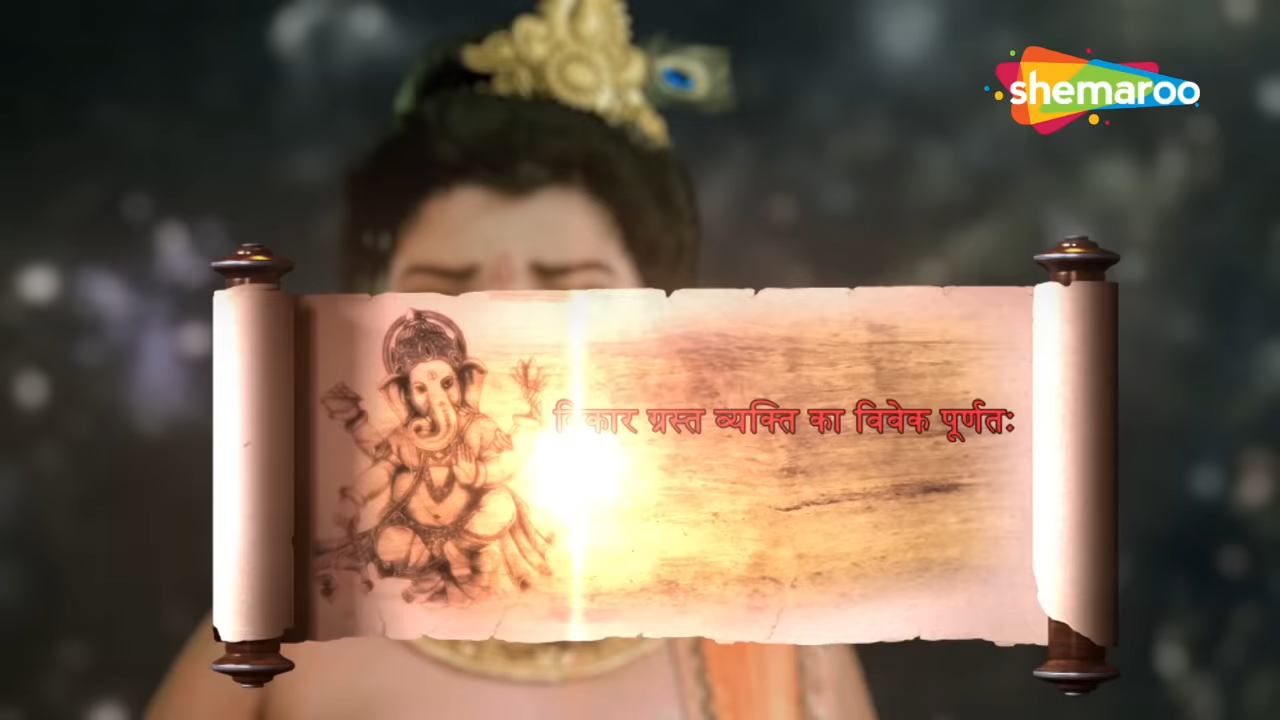 shemaroo
विकार ग्रस्त व्यक्ति का विवेक पूर्णतः